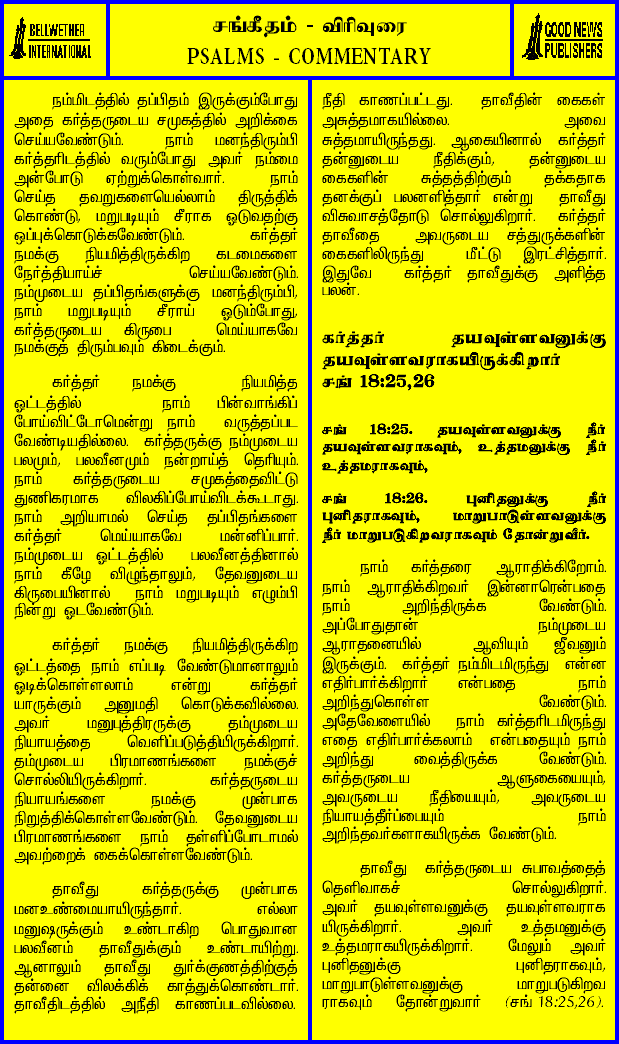 BELLWETHER
INTERNATIONAL
சங்கீதம் - விரிவுரை
PSALMS - COMMENTARY
GOOD NEWS
PUBLISHERS
நம்மிடத்தில் தப்பிதம் இருக்கும்போது
அதை கர்த்தருடைய சமுகத்தில் அறிக்கை
செய்யவேண்டும். நாம் மனந்திரும்பி
கர்த்தரிடத்தில் வரும்போது அவர் நம்மை
அன்போடு ஏற்றுக்கொள்வார். நாம்
செய்த தவறுகளையெல்லாம் திருத்திக்
கொண்டு, மறுபடியும் சீராக ஓடுவதற்கு
ஒப்புக்கொடுக்கவேண்டும். கர்த்தர்
நமக்கு நியமித்திருக்கிற கடமைகளை
நேர்த்தியாய்ச் செய்யவேண்டும்.
நம்முடைய தப்பிதங்களுக்கு மனந்திரும்பி,
நாம் மறுபடியும் சீராய் ஓடும்போது,
கர்த்தருடைய கிருபை மெய்யாகவே
நமக்குத் திரும்பவும் கிடைக்கும்.
கர்த்தர் நமக்கு நியமித்த
ஓட்டத்தில் நாம் பின்வாங்கிப்
போய்விட்டோமென்று நாம் வருத்தப்பட
வேண்டியதில்லை. கர்த்தருக்கு நம்முடைய
பலமும், பலவீனமும் நன்றாய்த் தெரியும்.
நாம் கர்த்தருடைய சமுகத்தைவிட்டு
துணிகரமாக விலகிப்போய்விடக்கூடாது.
நாம் அறியாமல் செய்த தப்பிதங்களை
கர்த்தர் மெய்யாகவே மன்னிப்பார்.
நம்முடைய ஓட்டத்தில் பலவீனத்தினால்
நாம் கீழே விழுந்தாலும், தேவனுடைய
கிருபையினால் நாம் மறுபடியும் எழும்பி
நின்று ஓடவேண்டும்.
கர்த்தர் நமக்கு நியமித்திருக்கிற
ஓட்டத்தை நாம் எப்படி வேண்டுமானாலும்
ஓடிக்கொள்ளலாம் என்று கர்த்தர்
யாருக்கும் அனுமதி கொடுக்கவில்லை.
அவர் மனுபுத்திரருக்கு தம்முடைய
நியாயத்தை வெளிப்படுத்தியிருக்கிறார்.
தம்முடைய பிரமாணங்களை நமக்குச்
சொல்லியிருக்கிறார். கர்த்தருடைய
நியாயங்களை நமக்கு முன்பாக
நிறுத்திக்கொள்ளவேண்டும். தேவனுடைய
பிரமாணங்களை நாம் தள்ளிப்போடாமல்
அவற்றைக் கைக்கொள்ளவேண்டும்.
தாவீது கர்த்தருக்கு முன்பாக
மனஉண்மையாயிருந்தார். எல்லா
மனுஷருக்கும் உண்டாகிற பொதுவான
பலவீனம் தாவீதுக்கும் உண்டாயிற்று.
ஆனாலும் தாவீது துர்க்குணத்திற்குத்
தன்னை விலக்கிக் காத்துக்கொண்டார்.
தாவீதிடத்தில் அநீதி காணப்படவில்லை.
நீதி காணப்பட்டது. தாவீதின் கைகள்
அசுத்தமாகயில்லை. அவை
சுத்தமாயிருந்தது. ஆகையினால் கர்த்தர்
தன்னுடைய நீதிக்கும், தன்னுடைய
கைகளின் சுத்தத்திற்கும் தக்கதாக
தனக்குப் பலனளித்தார் என்று தாவீது
விசுவாசத்தோடு சொல்லுகிறார். கர்த்தர்
தாவீதை அவருடைய சத்துருக்களின்
கைகளிலிருந்து மீட்டு இரட்சித்தார்.
இதுவே கர்த்தர் தாவீதுக்கு அளித்த
பலன்.
கர்த்தர் தயவுள்ளவனுக்கு
தயவுள்ளவராகயிருக்கிறார்
சங் 18:25,26
சங் 18:25. தயவுள்ளவனுக்கு நீர்
தயவுள்ளவராகவும், உத்தமனுக்கு நீர்
உத்தமராகவும்,
சங் 18:26. புனிதனுக்கு நீர்
புனிதராகவும், மாறுபாடுள்ளவனுக்கு
நீர் மாறுபடுகிறவராகவும் தோன்றுவீர்.
நாம் கர்த்தரை ஆராதிக்கிறோம்.
நாம் ஆராதிக்கிறவர் இன்னாரென்பதை
நாம் அறிந்திருக்க வேண்டும்.
அப்போதுதான் நம்முடைய
ஆராதனையில் ஆவியும் ஜீவனும்
இருக்கும். கர்த்தர் நம்மிடமிருந்து என்ன
எதிர்பார்க்கிறார் என்பதை நாம்
அறிந்துகொள்ள வேண்டும்.
அதேவேளையில் நாம் கர்த்தரிடமிருந்து
எதை எதிர்பார்க்கலாம் என்பதையும் நாம்
அறிந்து வைத்திருக்க வேண்டும்.
கர்த்தருடைய ஆளுகையையும்,
அவருடைய நீதியையும், அவருடைய
நியாயத்தீர்ப்பையும் நாம்
அறிந்தவர்களாகயிருக்க வேண்டும்.
தாவீது கர்த்தருடைய சுபாவத்தைத்
தெளிவாகச் சொல்லுகிறார்.
அவர் தயவுள்ளவனுக்கு தயவுள்ளவராக
யிருக்கிறார். அவர் உத்தமனுக்கு
உத்தமராகயிருக்கிறார். மேலும் அவர்
புனிதனுக்கு புனிதராகவும்,
மாறுபாடுள்ளவனுக்கு மாறுபடுகிறவ
ராகவும் தோன்றுவார் (சங் 18:25,26).